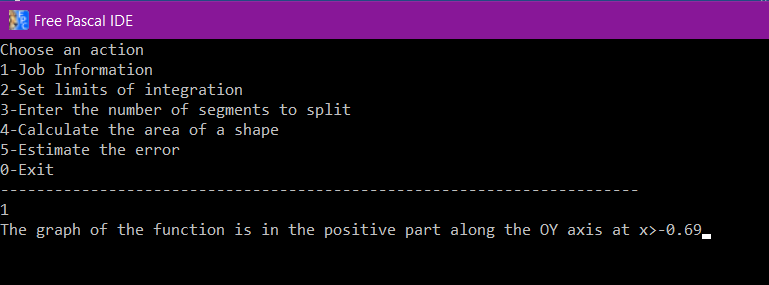 Free Pascal IDE
Choose an action
1-Job Information
2-Set limits of integration
3-Enter the number of segments to split
4-Calculate the area of a shape
5-Estimate the error
0-Exit
-----------------------------------------------------------------------
1
The graph of the function is in the positive part along the OY axis at x>-0.69